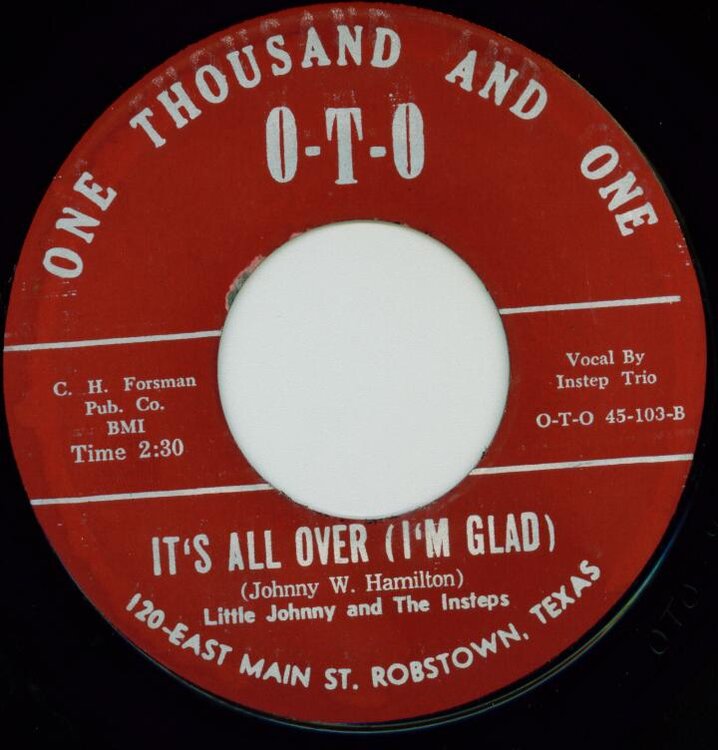 ONE THOUSAND AND ONE
O-T-O
C. H. Forsman
Pub. Co.
BMI
Time 2:30
Vocal By
Instep Trio
O-T-O 45-103-B
IT'S ALL OVER (I'M GLAD)
(Johnny W. Hamilton)
Little Johnny and The Insteps
120-EAST MAIN ST. ROBSTOWN, TEXAS
OTO